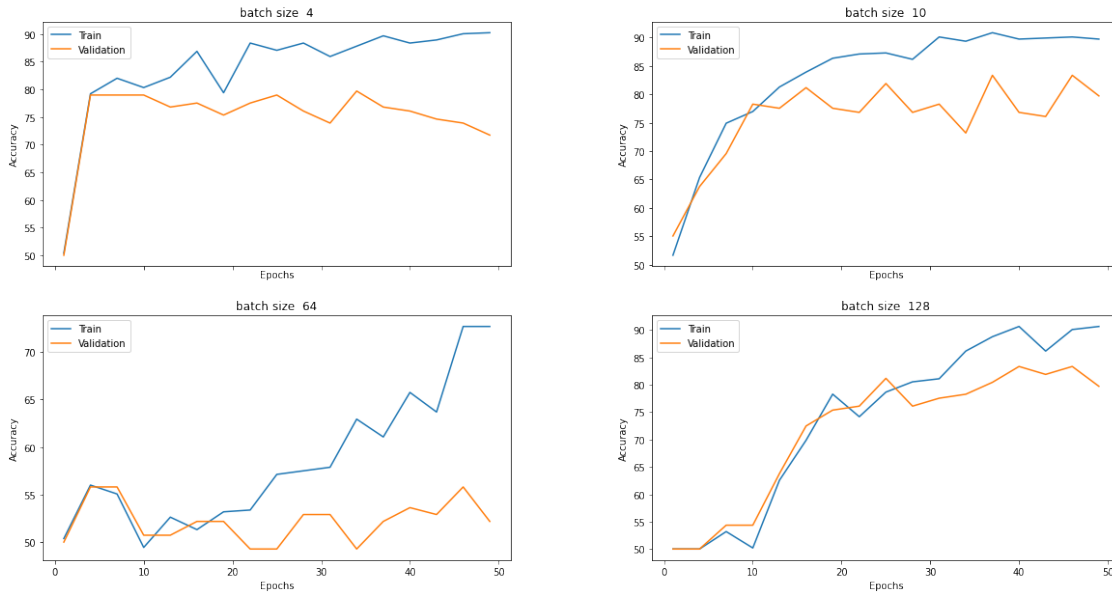 batch size 4
Train
Validation
90
85
80
75
70
65
60
55
50
Accuracy
Epochs
batch size 10
Train
Validation
90
85
80
75
70
65
60
55
50
Accuracy
Epochs
batch size 64
Train
Validation
70
65
60
55
50
Accuracy
0 10 20 30 40 50
Epochs
batch size 128
Train
Validation
90
85
80
75
70
65
60
55
50
Accuracy
0 10 20 30 40 50
Epochs